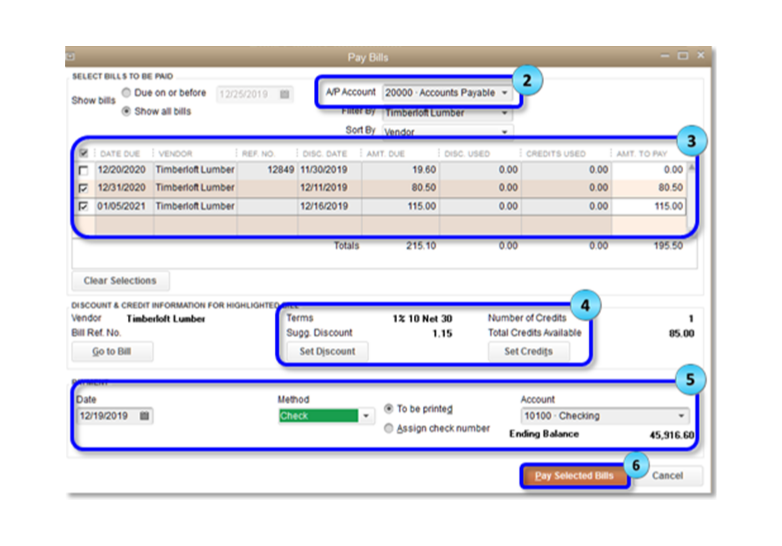 Pay Bills
SELECT BILLS TO BE PAID
Show bills Due on or before 12/25/2019 A/P Account 20000 · Accounts Payable 2
Show all bills Filter By Timberloft Lumber
Sort By Vendor
3
DATE DUE VENDOR REF. NO. DISC. DATE AMT. DUE DISC. USED CREDITS USED AMT. TO PAY
12/20/2020 Timberloft Lumber 12849 11/30/2019 19.60 0.00 0.00 0.00
12/31/2020 Timberloft Lumber 12/11/2019 80.50 0.00 0.00 80.50
01/05/2021 Timberloft Lumber 12/16/2019 115.00 0.00 0.00 115.00
Totals 215.10 0.00 0.00 195.50
Clear Selections
DISCOUNT & CREDIT INFORMATION FOR HIGHLIGHTED BILL 4
Vendor Timberloft Lumber Terms 1% 10 Net 30 Number of Credits 1
Bill Ref. No. Sugg. Discount 1.15 Total Credits Available 85.00
Go to Bill Set Discount Set Credits
PAYMENT 5
Date Method Account
12/19/2019 Check To be printed 10100 · Checking
Assign check number Ending Balance 45,916.60
Pay Selected Bills 6 Cancel